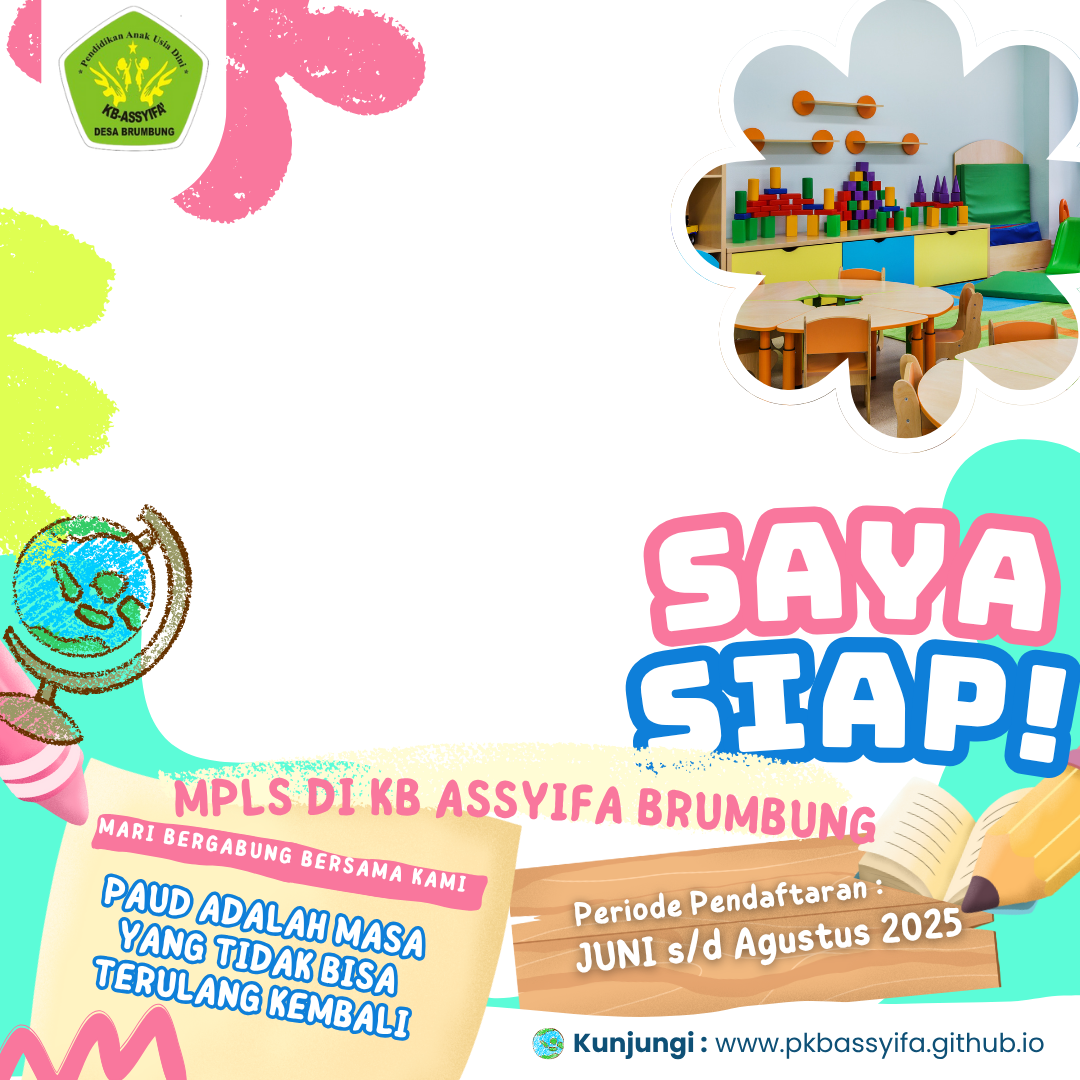 * Pendidikan Anak Usia Dini *
KB-ASSYIFA'
DESA BRUMBUNG
SAYA
SIAP!
MPLS DI KB ASSYIFA BRUMBUNG
MARI BERGABUNG BERSAMA KAMI
PAUD ADALAH MASA
YANG TIDAK BISA
TERULANG KEMBALI
Periode Pendaftaran :
JUNI s/d Agustus 2025
Kunjungi : www.pkbassyifa.github.io